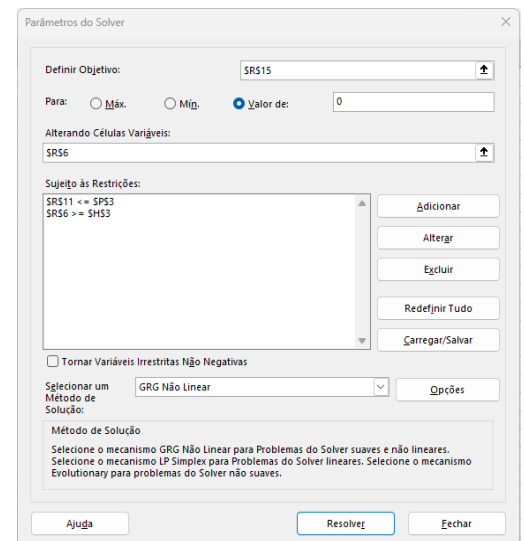 Parâmetros do Solver
Definir Objetivo:
$R$15
Para:
Máx.
Mín.
Valor de:
0
Alterando Células Variáveis:
$R$6
Sujeito às Restrições:
$R$11 <= $P$3
$R$6 >= $H$3
Adicionar
Alterar
Excluir
Redefinir Tudo
Carregar/Salvar
Tornar Variáveis Irrestritas Não Negativas
Selecionar um
Método de
Solução:
GRG Não Linear
Opções
Método de Solução
Selecione o mecanismo GRG Não Linear para Problemas do Solver suaves e não lineares.
Selecione o mecanismo LP Simplex para Problemas do Solver lineares. Selecione o mecanismo
Evolutionary para problemas do Solver não suaves.
Ajuda
Resolver
Fechar